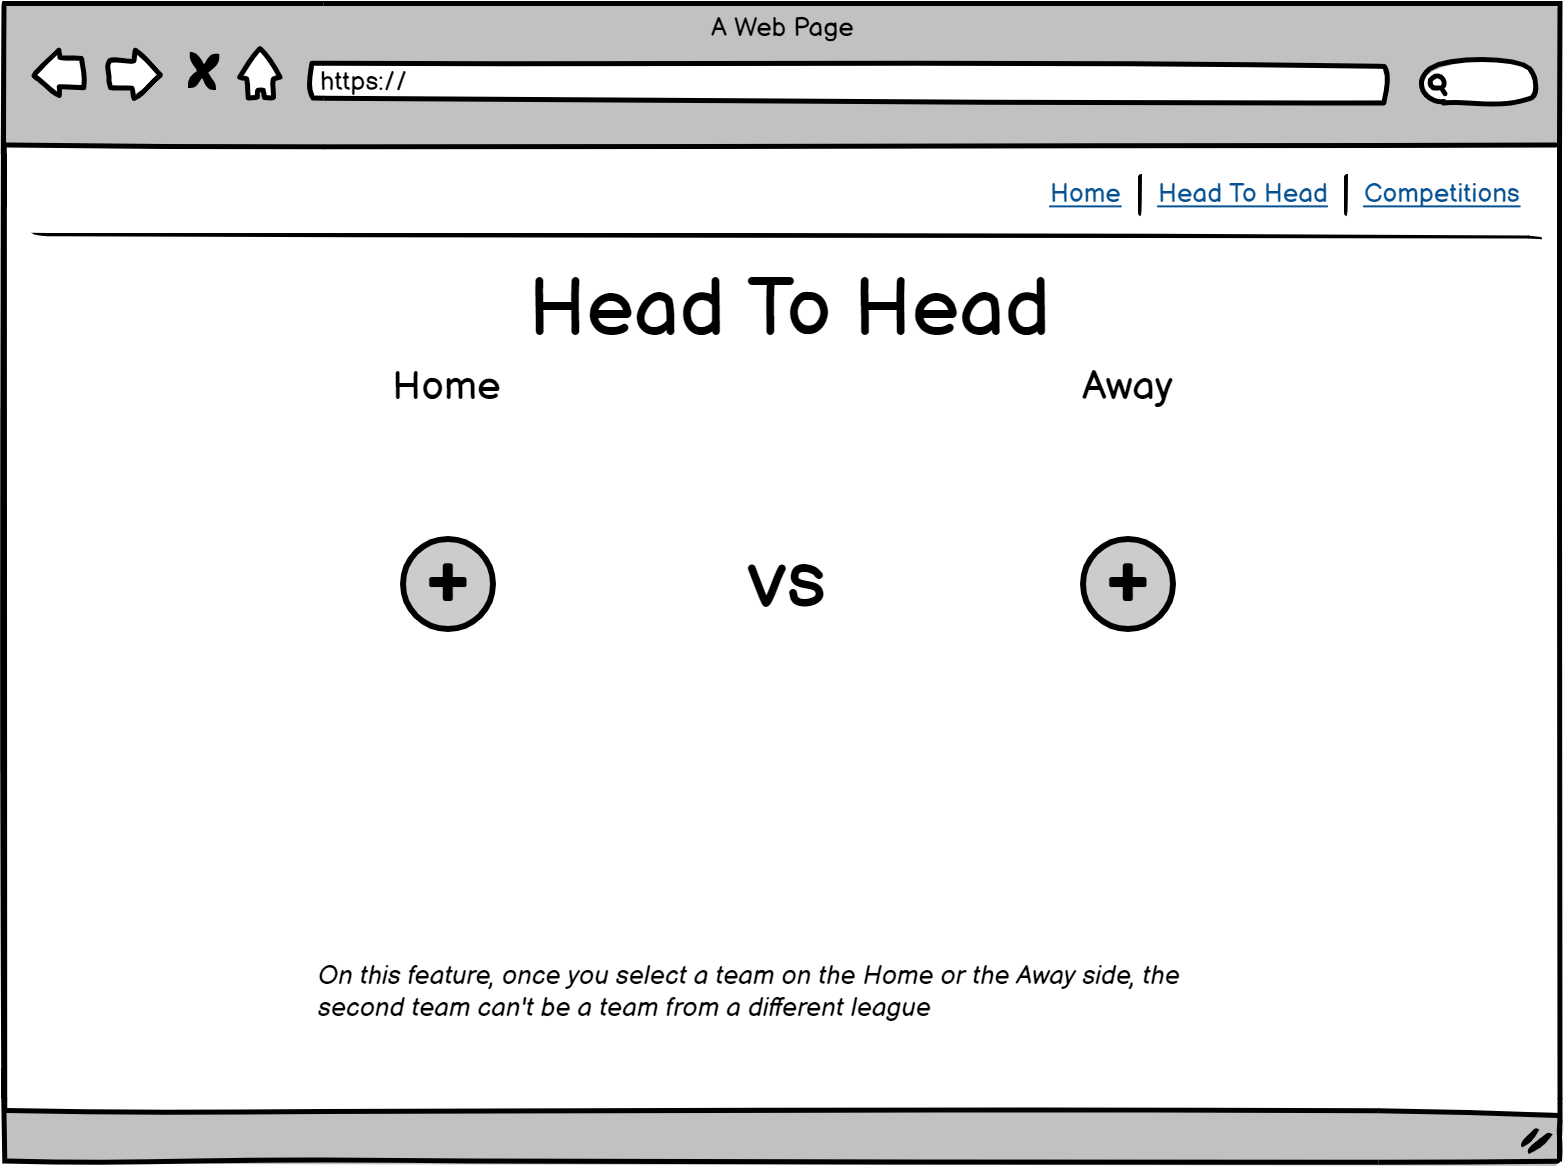 A Web Page
https://
Home
Head To Head
Competitions
Head To Head
Home
Away
vs
On this feature, once you select a team on the Home or the Away side, the
second team can't be a team from a different league